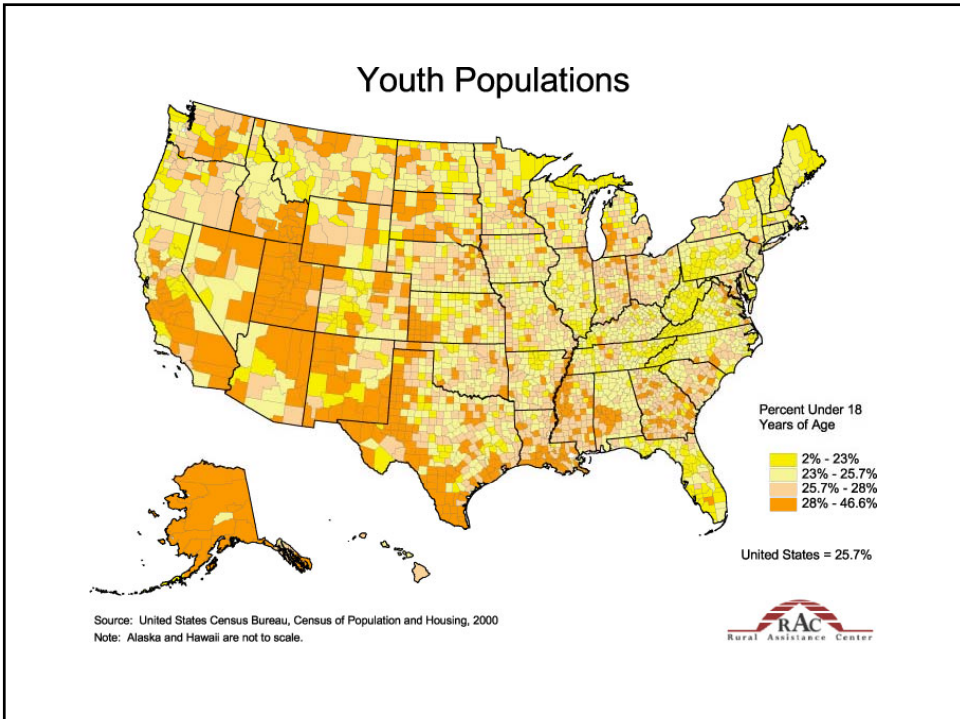 Youth Populations
Percent Under 18
Years of Age
2% - 23%
23% - 25.7%
25.7% - 28%
28% - 46.6%
United States = 25.7%
Source: United States Census Bureau, Census of Population and Housing, 2000
Note: Alaska and Hawaii are not to scale.
RAC
Rural Assistance Center